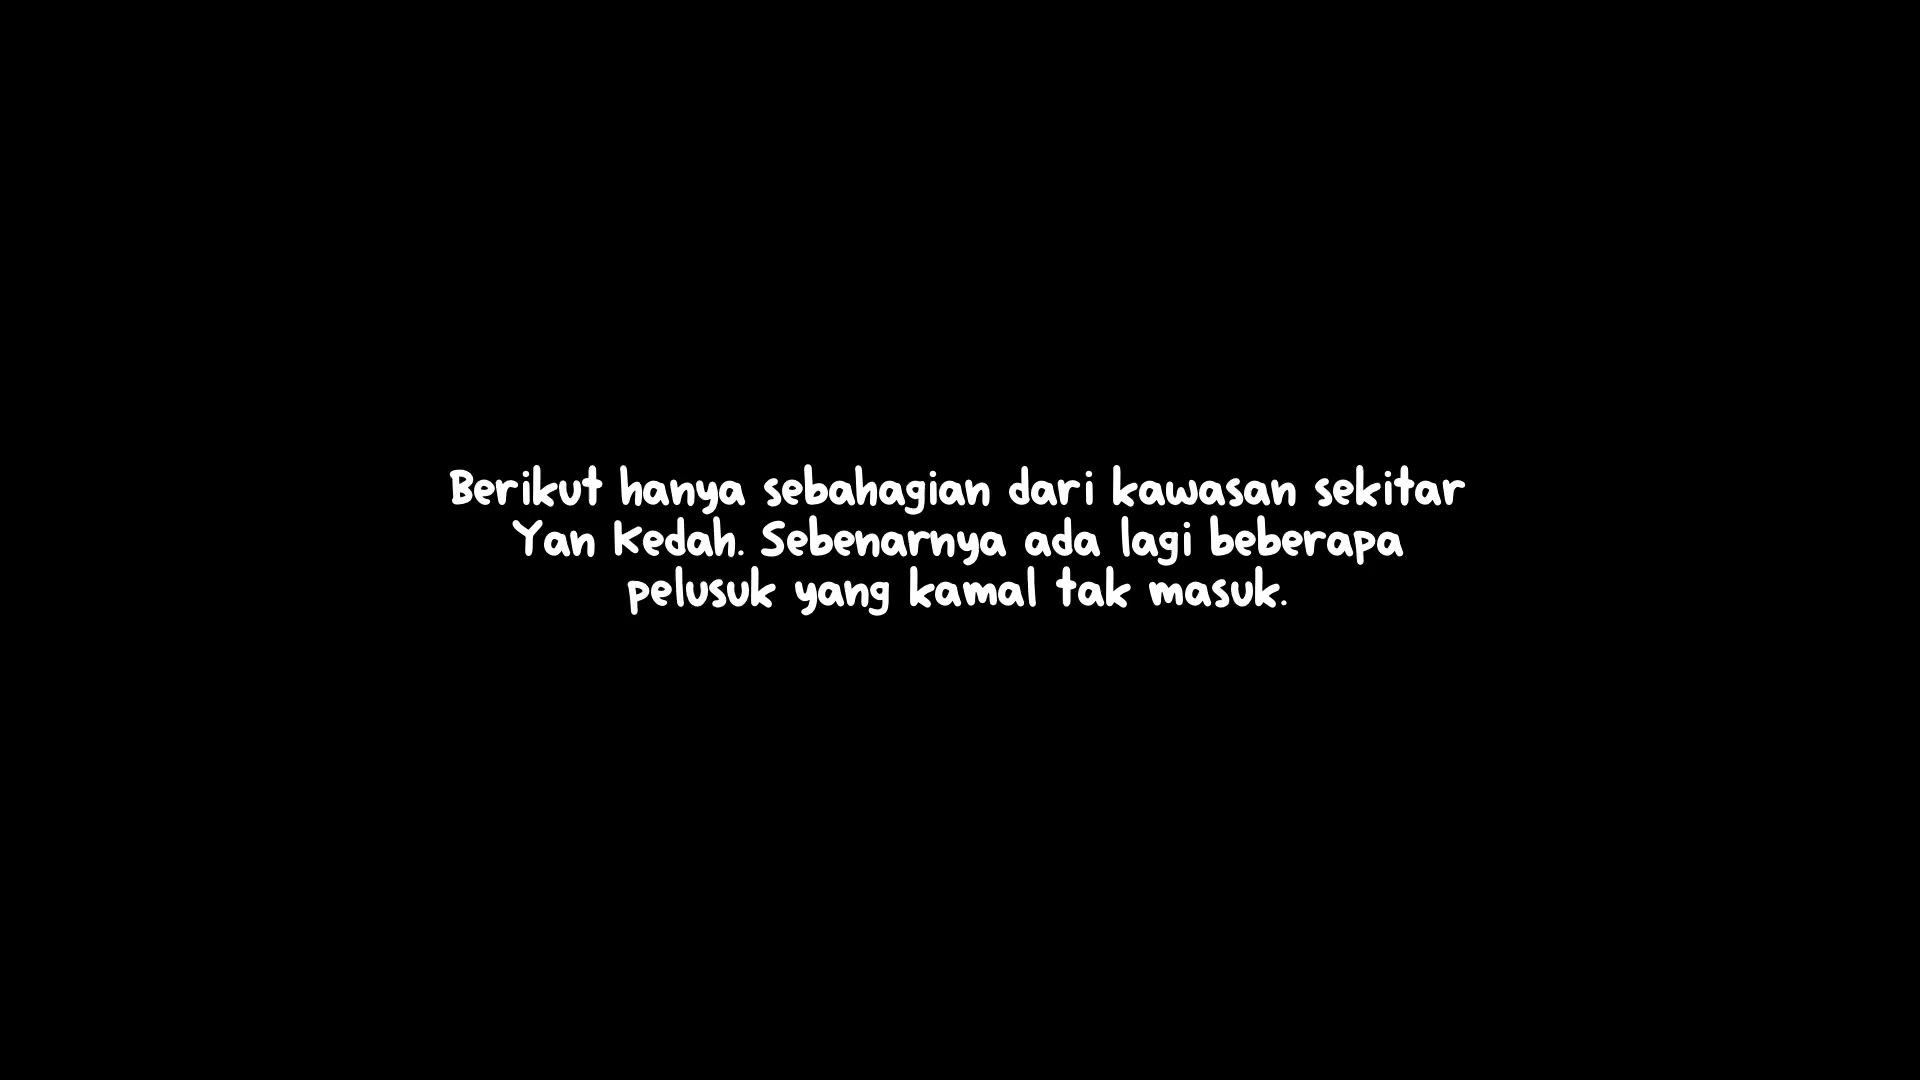 Berikut hanya sebahagian dari kawasan sekitar
Yan Kedah. Sebenarnya ada lagi beberapa
pelusuk yang kamal tak masuk.